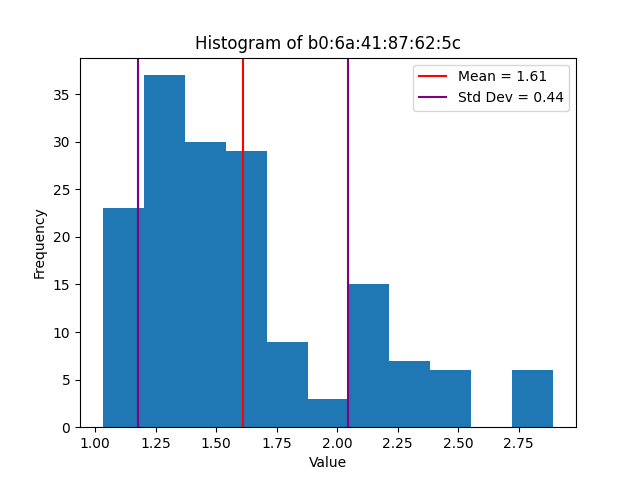 Histogram of b0:6a:41:87:62:5c
Mean = 1.61
Std Dev = 0.44
Frequency
35
30
25
20
15
10
5
0
1.00 1.25 1.50 1.75 2.00 2.25 2.50 2.75
Value